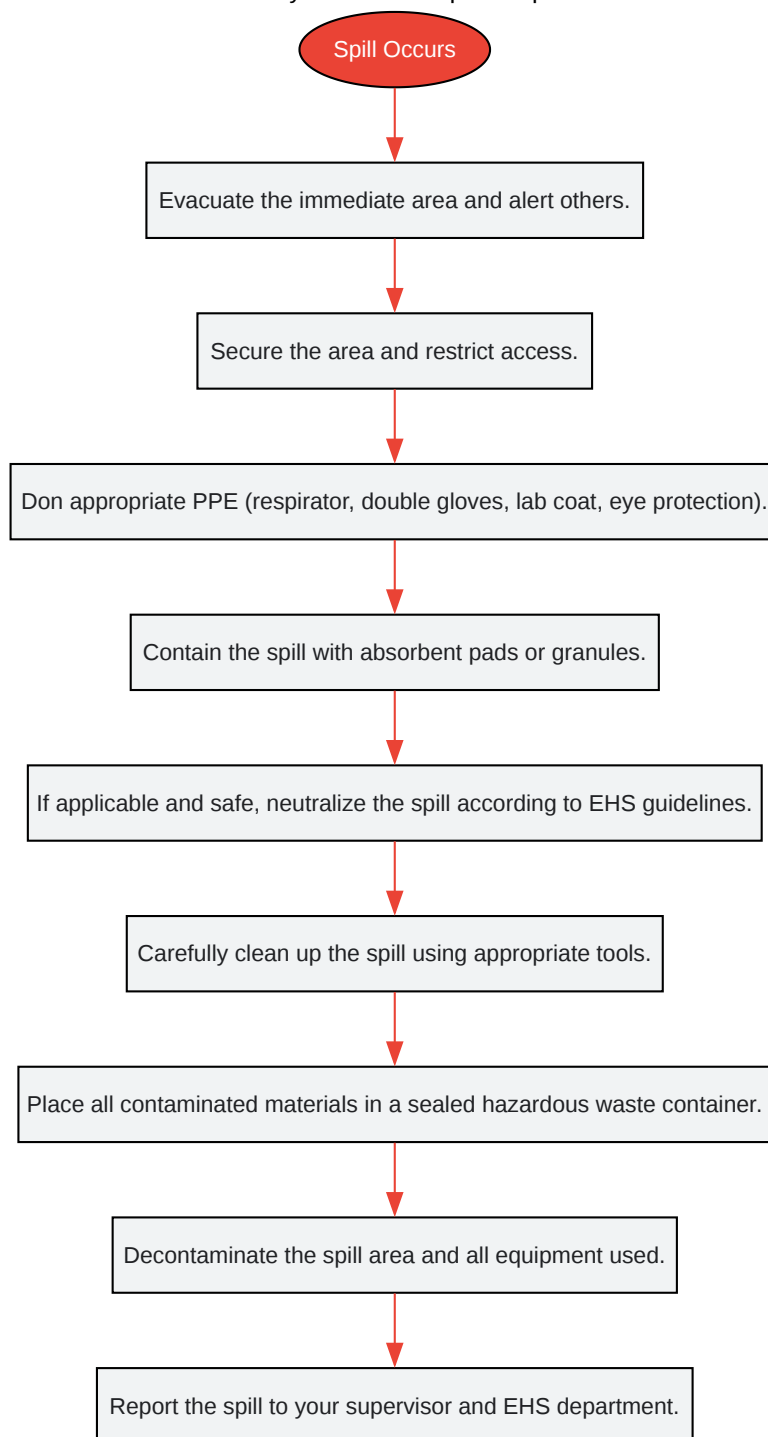 Spill Occurs
Evacuate the immediate area and alert others.
Secure the area and restrict access.
Don appropriate PPE (respirator, double gloves, lab coat, eye protection).
Contain the spill with absorbent pads or granules.
If applicable and safe, neutralize the spill according to EHS guidelines.
Carefully clean up the spill using appropriate tools.
Place all contaminated materials in a sealed hazardous waste container.
Decontaminate the spill area and all equipment used.
Report the spill to your supervisor and EHS department.